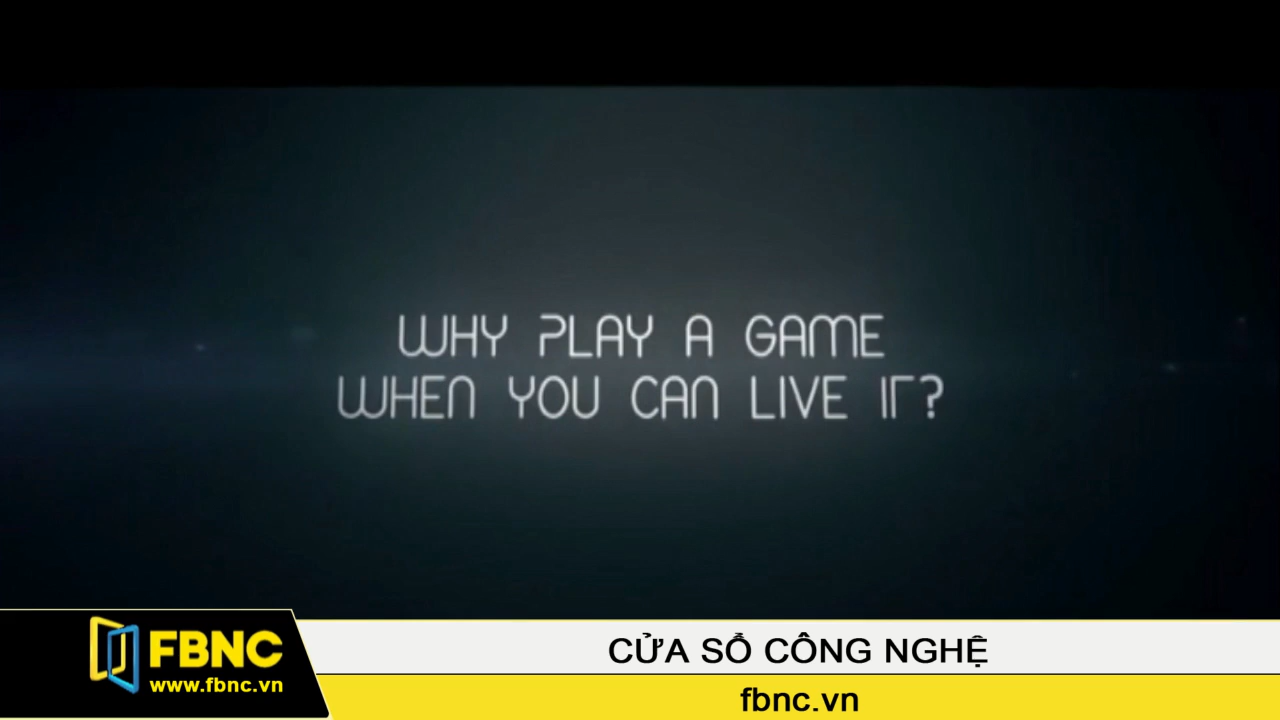 WHY PLAY A GAME
WHEN YOU CAN LIVE IT?
FBNC
www.fbnc.vn
CỬA SỔ CÔNG NGHỆ
fbnc.vn